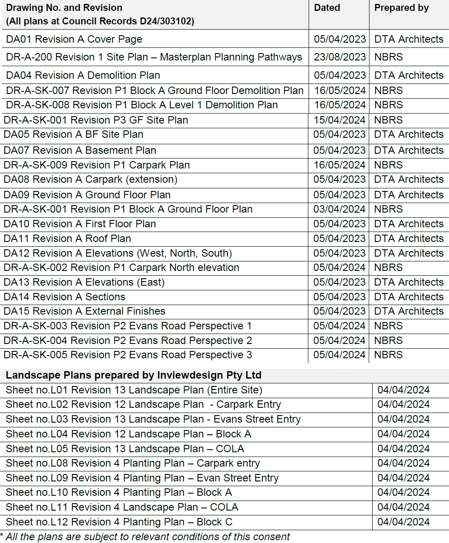 Drawing No. and Revision Dated Prepared by
(All plans at Council Records D24/303102)
DA01 Revision A Cover Page 05/04/2023 DTA Architects
DR-A-200 Revision 1 Site Plan – Masterplan Planning Pathways 23/08/2023 NBRS
DA04 Revision A Demolition Plan 05/04/2023 DTA Architects
DR-A-SK-007 Revision P1 Block A Ground Floor Demolition Plan 16/05/2024 NBRS
DR-A-SK-008 Revision P1 Block A Level 1 Demolition Plan 16/05/2024 NBRS
DR-A-SK-001 Revision P3 GF Site Plan 15/04/2024 NBRS
DA05 Revision A BF Site Plan 05/04/2023 DTA Architects
DA07 Revision A Basement Plan 05/04/2023 DTA Architects
DR-A-SK-009 Revision P1 Carpark Plan 16/05/2024 NBRS
DA08 Revision A Carpark (extension) 05/04/2023 DTA Architects
DA09 Revision A Ground Floor Plan 05/04/2023 DTA Architects
DR-A-SK-001 Revision P1 Block A Ground Floor Plan 03/04/2024 NBRS
DA10 Revision A First Floor Plan 05/04/2023 DTA Architects
DA11 Revision A Roof Plan 05/04/2023 DTA Architects
DA12 Revision A Elevations (West, North, South) 05/04/2023 DTA Architects
DR-A-SK-002 Revision P1 Carpark North elevation 05/04/2024 NBRS
DA13 Revision A Elevations (East) 05/04/2023 DTA Architects
DA14 Revision A Sections 05/04/2023 DTA Architects
DA15 Revision A External Finishes 05/04/2023 DTA Architects
DR-A-SK-003 Revision P2 Evans Road Perspective 1 05/04/2024 NBRS
DR-A-SK-004 Revision P2 Evans Road Perspective 2 05/04/2024 NBRS
DR-A-SK-005 Revision P2 Evans Road Perspective 3 05/04/2024 NBRS
Landscape Plans prepared by Inviewdesign Pty Ltd
Sheet no.L01 Revision 13 Landscape Plan (Entire Site) 04/04/2024
Sheet no.L02 Revision 12 Landscape Plan - Carpark Entry 04/04/2024
Sheet no.L03 Revision 13 Landscape Plan - Evans Street Entry 04/04/2024
Sheet no.L04 Revision 12 Landscape Plan – Block A 04/04/2024
Sheet no.L05 Revision 13 Landscape Plan – COLA 04/04/2024
Sheet no.L08 Revision 4 Planting Plan – Carpark entry 04/04/2024
Sheet no.L09 Revision 4 Planting Plan – Evan Street Entry 04/04/2024
Sheet no.L10 Revision 4 Planting Plan – Block A 04/04/2024
Sheet no.L11 Revision 4 Landscape Plan – COLA 04/04/2024
Sheet no.L12 Revision 4 Planting Plan – Block C 04/04/2024
* All the plans are subject to relevant conditions of this consent